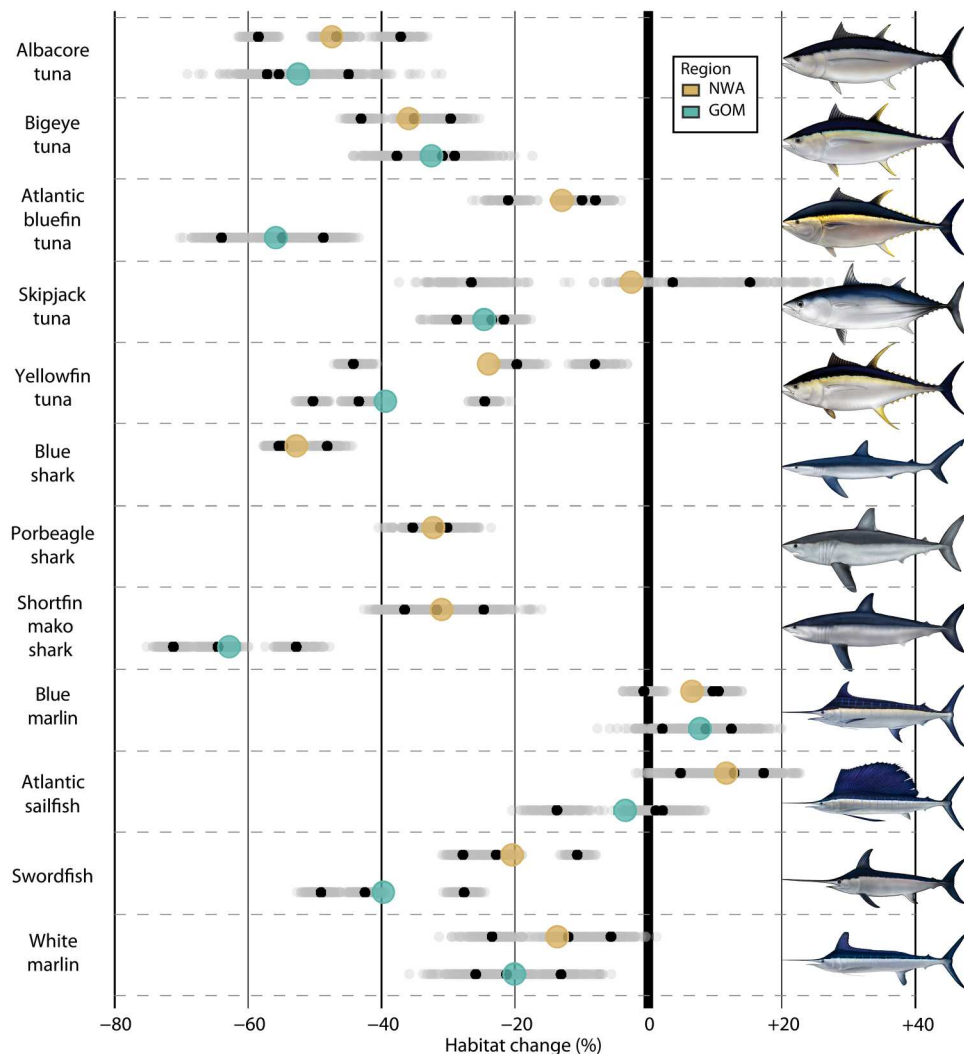 Albacore
tuna
Region
NWA
GOM
Bigeye
tuna
Atlantic
bluefin
tuna
Skipjack
tuna
Yellowfin
tuna
Blue
shark
Porbeagle
shark
Shortfin
mako
shark
Blue
marlin
Atlantic
sailfish
Swordfish
White
marlin
−80 −60 −40 −20 0 +20 +40
Habitat change (%)